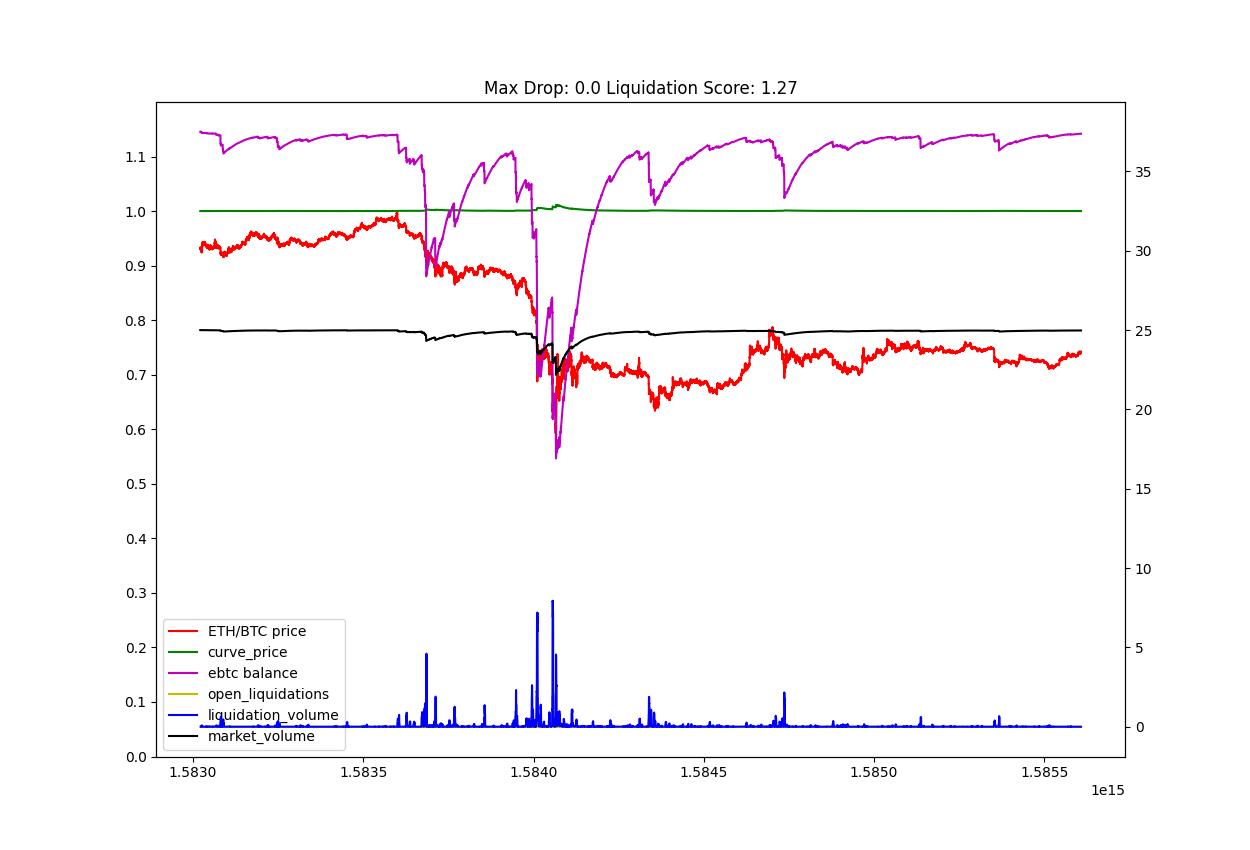 Max Drop: 0.0 Liquidation Score: 1.27
1.1
1.0
0.9
0.8
0.7
0.6
0.5
0.4
0.3
0.2
0.1
0.0
35
30
25
20
15
10
5
0
ETH/BTC price
curve_price
ebtc balance
open_liquidations
liquidation_volume
market_volume
1.5830 1.5835 1.5840 1.5845 1.5850 1.5855
1e15